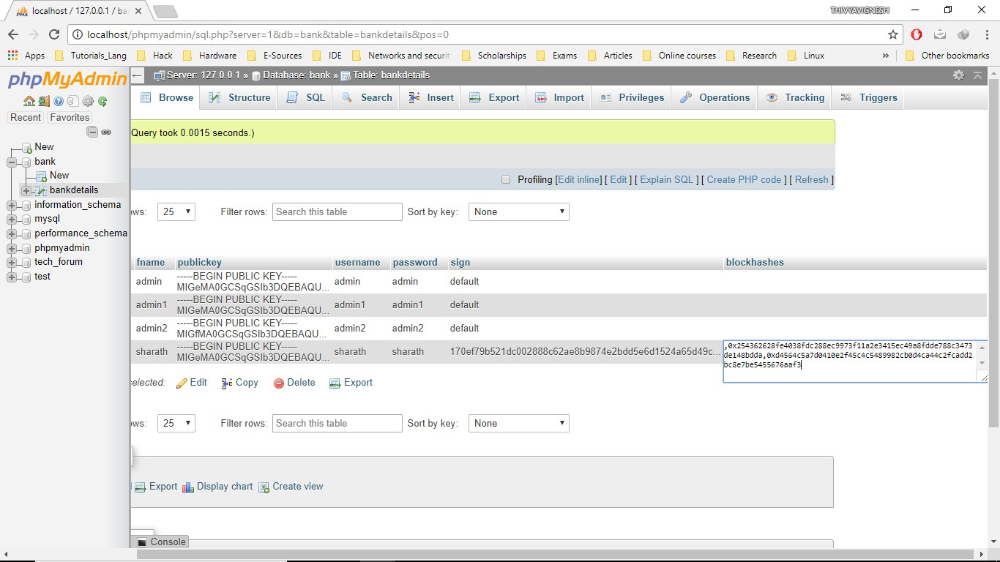 localhost / 127.0.0.1 / ba
THIVYAVIGNESH
localhost/phpmyadmin/sql.php?server=1&db=bank&table=bankdetails&pos=0
Apps Tutorials_Lang Hack Hardware E-Sources IDE Networks and securit Scholarships Exams Articles Online courses Research Linux » Other bookmarks
phpMyAdmin
Server: 127.0.0.1 » Database: bank » Table: bankdetails
Browse Structure SQL Search Insert Export Import Privileges Operations Tracking Triggers
Recent Favorites
Query took 0.0015 seconds.)
New
bank
New
bankdetails
information_schema
mysql
performance_schema
phpmyadmin
tech_forum
test
Profiling [Edit inline] [ Edit ] [ Explain SQL ] [ Create PHP code ] [ Refresh ]
ws: 25 Filter rows: Search this table Sort by key: None
fname publickey username password sign blockhashes
admin -----BEGIN PUBLIC KEY----- admin admin default
MIGeMA0GCSqGSIb3DQEBAQU...
admin1 -----BEGIN PUBLIC KEY----- admin1 admin1 default
MIGeMA0GCSqGSIb3DQEBAQU...
admin2 -----BEGIN PUBLIC KEY----- admin2 admin2 default
MIGfMA0GCSqGSIb3DQEBAQU...
sharath -----BEGIN PUBLIC KEY----- sharath sharath 170ef79b521dc002888c62ae8b9874e2bdd5e6d1524a65d49c...
MIGeMA0GCSqGSIb3DQEBAQU...
,0x254362628fe4038fdc288ec9973f11a2e3415ec49a8fdde788c3473
de148bdda,0xd4564c5a7d0410e2f45c4c5489982cb0d4ca44c2fcadd2
bc8e7be5455676aaf3
selected: Edit Copy Delete Export
ws: 25 Filter rows: Search this table Sort by key: None
Export Display chart Create view
Console